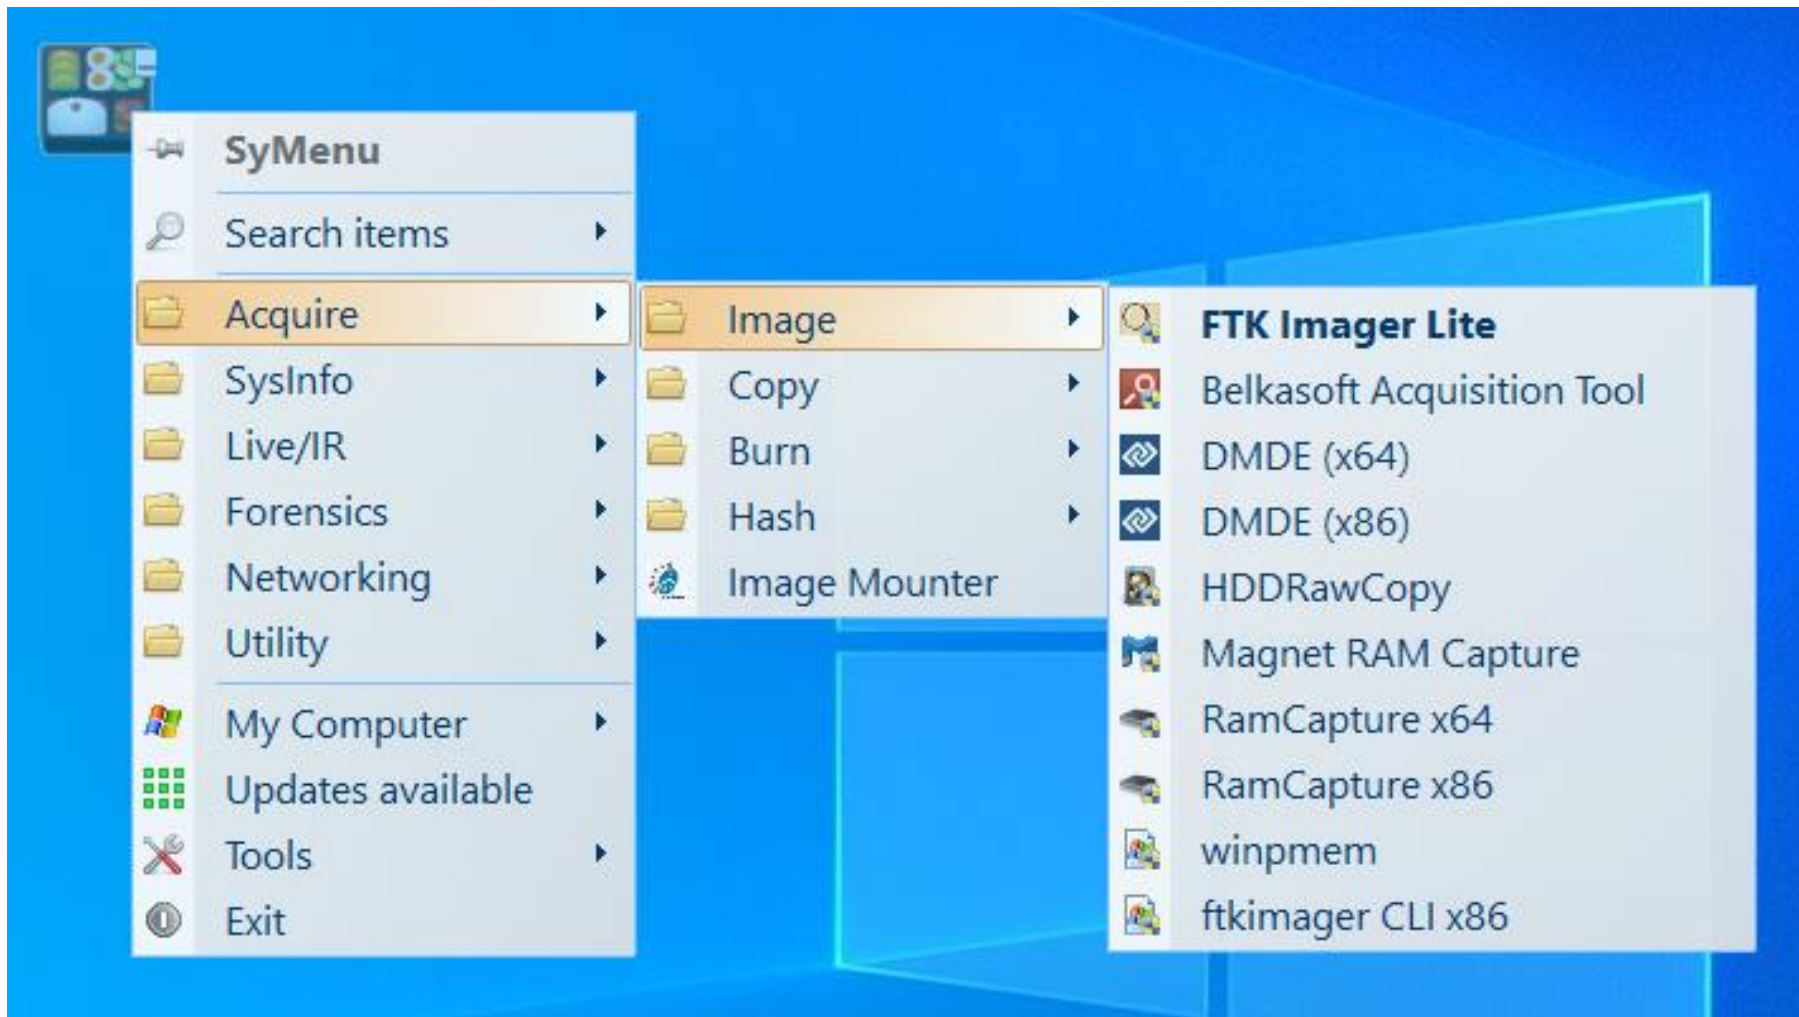 SyMenu
Search items
Acquire
SysInfo
Live/IR
Forensics
Networking
Utility
My Computer
Updates available
Tools
Exit
Image
Copy
Burn
Hash
Image Mounter
FTK Imager Lite
Belkasoft Acquisition Tool
DMDE (x64)
DMDE (x86)
HDDRawCopy
Magnet RAM Capture
RamCapture x64
RamCapture x86
winpmem
ftkimager CLI x86